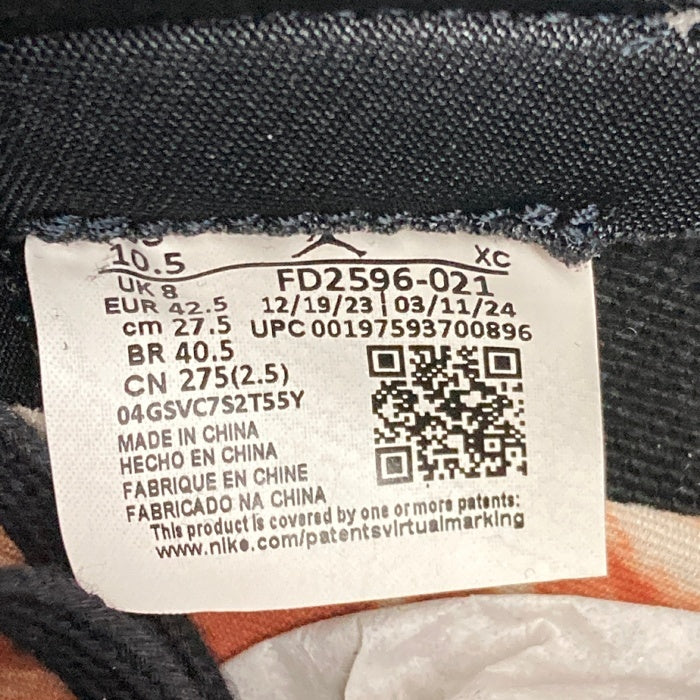 10.5
XC
UK 8
FD2596-021
EUR 42.5
12/19/23 | 03/11/24
cm 27.5
UPC 00197593700896
BR 40.5
CN 275(2.5)
04GSVC7S2T55Y
MADE IN CHINA
HECHO EN CHINA
FABRIQUE EN CHINE
FABRICADO NA CHINA
This product is covered by one or more patents:
www.nike.com/patentsvirtualmarking